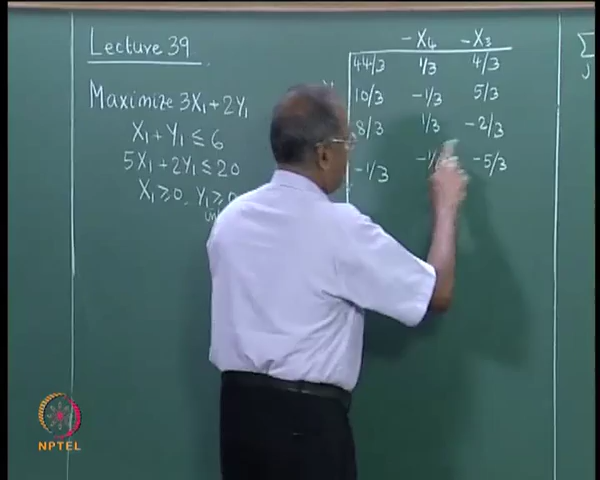 Lecture 39
Maximize 3X₁ + 2Y₁
X₁ + Y₁ ≤ 6
5X₁ + 2Y₁ ≤ 20
X₁ ≥ 0, Y₁ ≥ 0
-X₄ -X₃
44/3 1/3 4/3
10/3 -1/3 5/3
8/3 1/3 -2/3
-1/3 -5/3
Σ
j
NPTEL